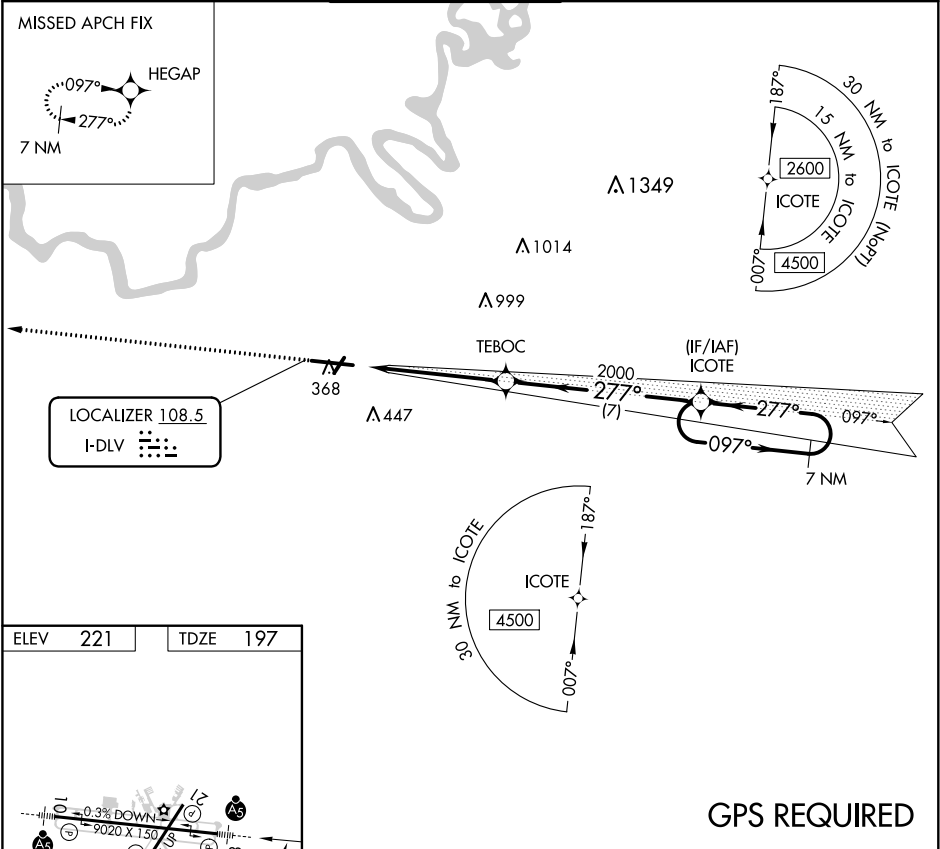 MISSED APCH FIX
HEGAP
097°
277°
7 NM
187°
30 NM to ICOTE (NoPT)
15 NM to ICOTE
2600
ICOTE
4500
007°
1349
1014
999
TEBOC
(IF/IAF)
ICOTE
2000
277°
(7)
277°
097°
097°
7 NM
368
447
LOCALIZER 108.5
I-DLV
187°
30 NM to ICOTE
ICOTE
4500
007°
ELEV 221
TDZE 197
10
0.3% DOWN
9020 X 150
21
A5
P
P
UP
A5
GPS REQUIRED